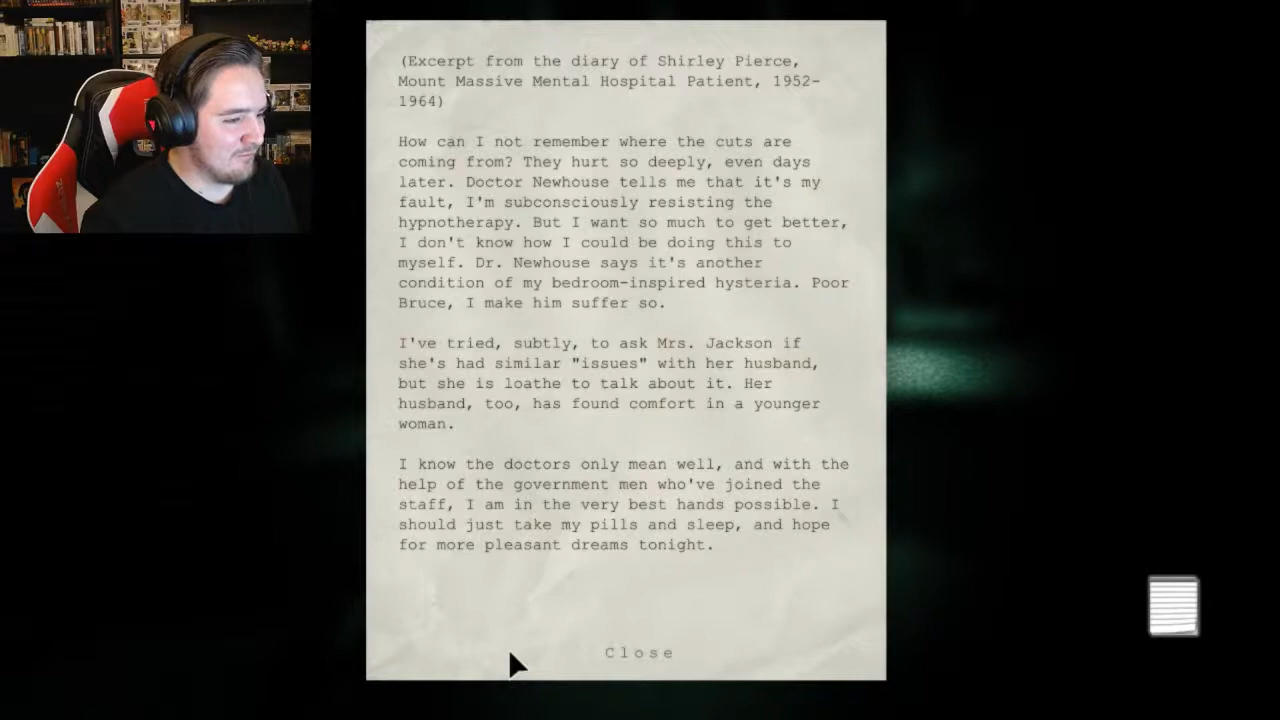 (Excerpt from the diary of Shirley Pierce,
Mount Massive Mental Hospital Patient, 1952-
1964)
How can I not remember where the cuts are
coming from? They hurt so deeply, even days
later. Doctor Newhouse tells me that it's my
fault, I'm subconsciously resisting the
hypnotherapy. But I want so much to get better,
I don't know how I could be doing this to
myself. Dr. Newhouse says it's another
condition of my bedroom-inspired hysteria. Poor
Bruce, I make him suffer so.
I've tried, subtly, to ask Mrs. Jackson if
she's had similar "issues" with her husband,
but she is loathe to talk about it. Her
husband, too, has found comfort in a younger
woman.
I know the doctors only mean well, and with the
help of the government men who've joined the
staff, I am in the very best hands possible. I
should just take my pills and sleep, and hope
for more pleasant dreams tonight.
Close